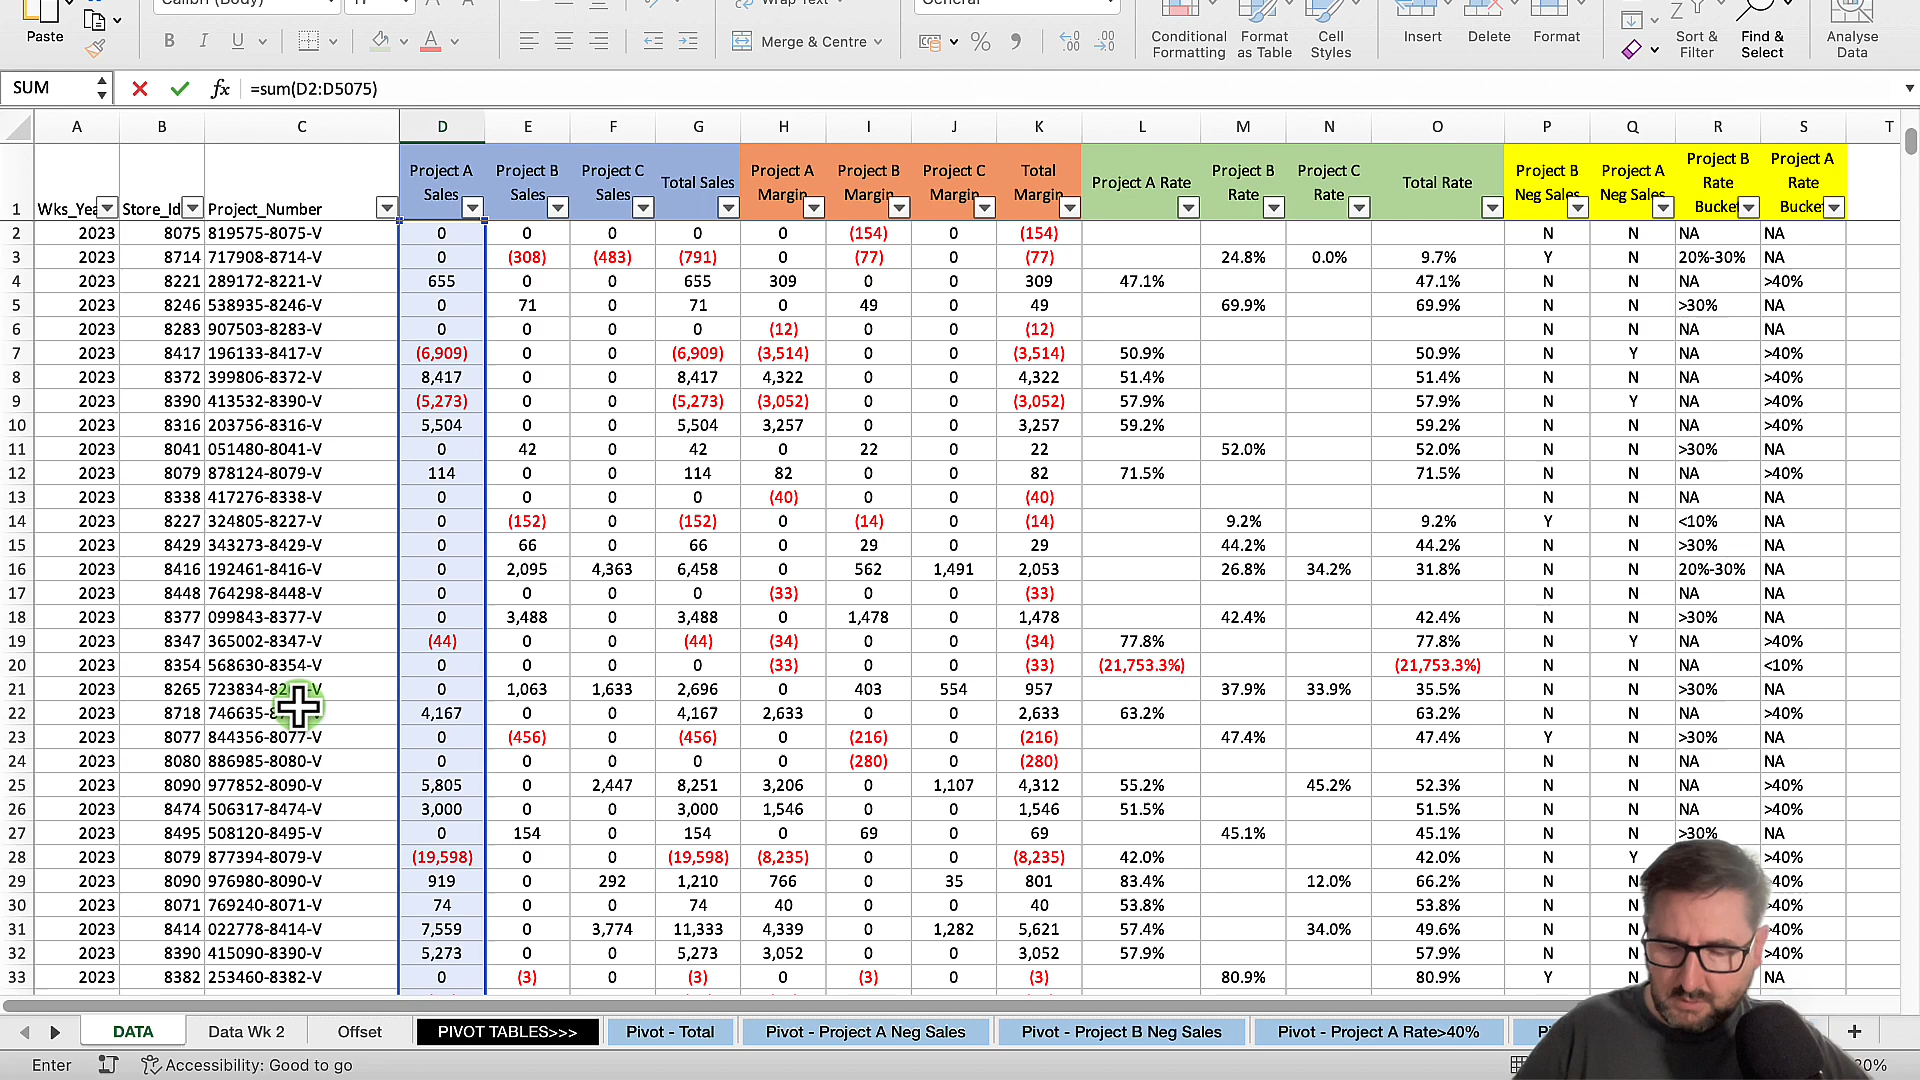 Calibri (Body) 11 Wrap Text General
Paste B I U Merge & Centre Conditional Formatting Format as Table Cell Styles Insert Delete Format Sort & Filter Find & Select Analyse Data
SUM fx =sum(D2:D5075)
A B C D E F G H I J K L M N O P Q R S T
1 Wks_Yea Store_Id Project_Number Project A Sales Project B Sales Project C Sales Total Sales Project A Margin Project B Margin Project C Margin Total Margin Project A Rate Project B Rate Project C Rate Total Rate Project B Neg Sales Project A Neg Sales Project B Rate Bucket Project A Rate Bucket
2 2023 8075 819575-8075-V 0 0 0 0 0 (154) 0 (154) N N NA NA
3 2023 8714 717908-8714-V 0 (308) (483) (791) 0 (77) 0 (77) 24.8% 0.0% 9.7% Y N 20%-30% NA
4 2023 8221 289172-8221-V 655 0 0 655 309 0 0 309 47.1% 47.1% N N NA >40%
5 2023 8246 538935-8246-V 0 71 0 71 0 49 0 49 69.9% 69.9% N N >30% NA
6 2023 8283 907503-8283-V 0 0 0 0 (12) 0 0 (12) N N NA NA
7 2023 8417 196133-8417-V (6,909) 0 0 (6,909) (3,514) 0 0 (3,514) 50.9% 50.9% N Y NA >40%
8 2023 8372 399806-8372-V 8,417 0 0 8,417 4,322 0 0 4,322 51.4% 51.4% N N NA >40%
9 2023 8390 413532-8390-V (5,273) 0 0 (5,273) (3,052) 0 0 (3,052) 57.9% 57.9% N Y NA >40%
10 2023 8316 203756-8316-V 5,504 0 0 5,504 3,257 0 0 3,257 59.2% 59.2% N N NA >40%
11 2023 8041 051480-8041-V 0 42 0 42 0 22 0 22 52.0% 52.0% N N >30% NA
12 2023 8079 878124-8079-V 114 0 0 114 82 0 0 82 71.5% 71.5% N N NA >40%
13 2023 8338 417276-8338-V 0 0 0 0 (40) 0 0 (40) N N NA NA
14 2023 8227 324805-8227-V 0 (152) 0 (152) 0 (14) 0 (14) 9.2% 9.2% Y N <10% NA
15 2023 8429 343273-8429-V 0 66 0 66 0 29 0 29 44.2% 44.2% N N >30% NA
16 2023 8416 192461-8416-V 0 2,095 4,363 6,458 0 562 1,491 2,053 26.8% 34.2% 31.8% N N 20%-30% NA
17 2023 8448 764298-8448-V 0 0 0 0 (33) 0 0 (33) N N NA NA
18 2023 8377 099843-8377-V 0 3,488 0 3,488 0 1,478 0 1,478 42.4% 42.4% N N >30% NA
19 2023 8347 365002-8347-V (44) 0 0 (44) (34) 0 0 (34) 77.8% 77.8% N Y NA >40%
20 2023 8354 568630-8354-V 0 0 0 0 (33) 0 0 (33) (21,753.3%) (21,753.3%) N N NA <10%
21 2023 8265 723834- 0 1,063 1,633 2,696 0 403 554 957 37.9% 33.9% 35.5% N N >30% NA
22 2023 8718 746635- 4,167 0 0 4,167 2,633 0 0 2,633 63.2% 63.2% N N NA >40%
23 2023 8077 844356-8077-V 0 (456) 0 (456) 0 (216) 0 (216) 47.4% 47.4% Y N >30% NA
24 2023 8080 886985-8080-V 0 0 0 0 0 (280) 0 (280) N N NA NA
25 2023 8090 977852-8090-V 5,805 0 2,447 8,251 3,206 0 1,107 4,312 55.2% 45.2% 52.3% N N NA >40%
26 2023 8474 506317-8474-V 3,000 0 0 3,000 1,546 0 0 1,546 51.5% 51.5% N N NA >40%
27 2023 8495 508120-8495-V 0 154 0 154 0 69 0 69 45.1% 45.1% N N >30% NA
28 2023 8079 877394-8079-V (19,598) 0 0 (19,598) (8,235) 0 0 (8,235) 42.0% 42.0% N Y >40%
29 2023 8090 976980-8090-V 919 0 292 1,210 766 0 35 801 83.4% 12.0% 66.2% N N 40%
30 2023 8071 769240-8071-V 74 0 0 74 40 0 0 40 53.8% 53.8% N N >40%
31 2023 8414 022778-8414-V 7,559 0 3,774 11,333 4,339 0 1,282 5,621 57.4% 34.0% 49.6% N N >40%
32 2023 8390 415090-8390-V 5,273 0 0 5,273 3,052 0 0 3,052 57.9% 57.9% N N >40%
33 2023 8382 253460-8382-V 0 (3) 0 (3) 0 (3) 0 (3) 80.9% 80.9% Y N NA
DATA Data Wk 2 Offset PIVOT TABLES>>> Pivot - Total Pivot - Project A Neg Sales Pivot - Project B Neg Sales Pivot - Project A Rate>40%
Enter Accessibility: Good to go